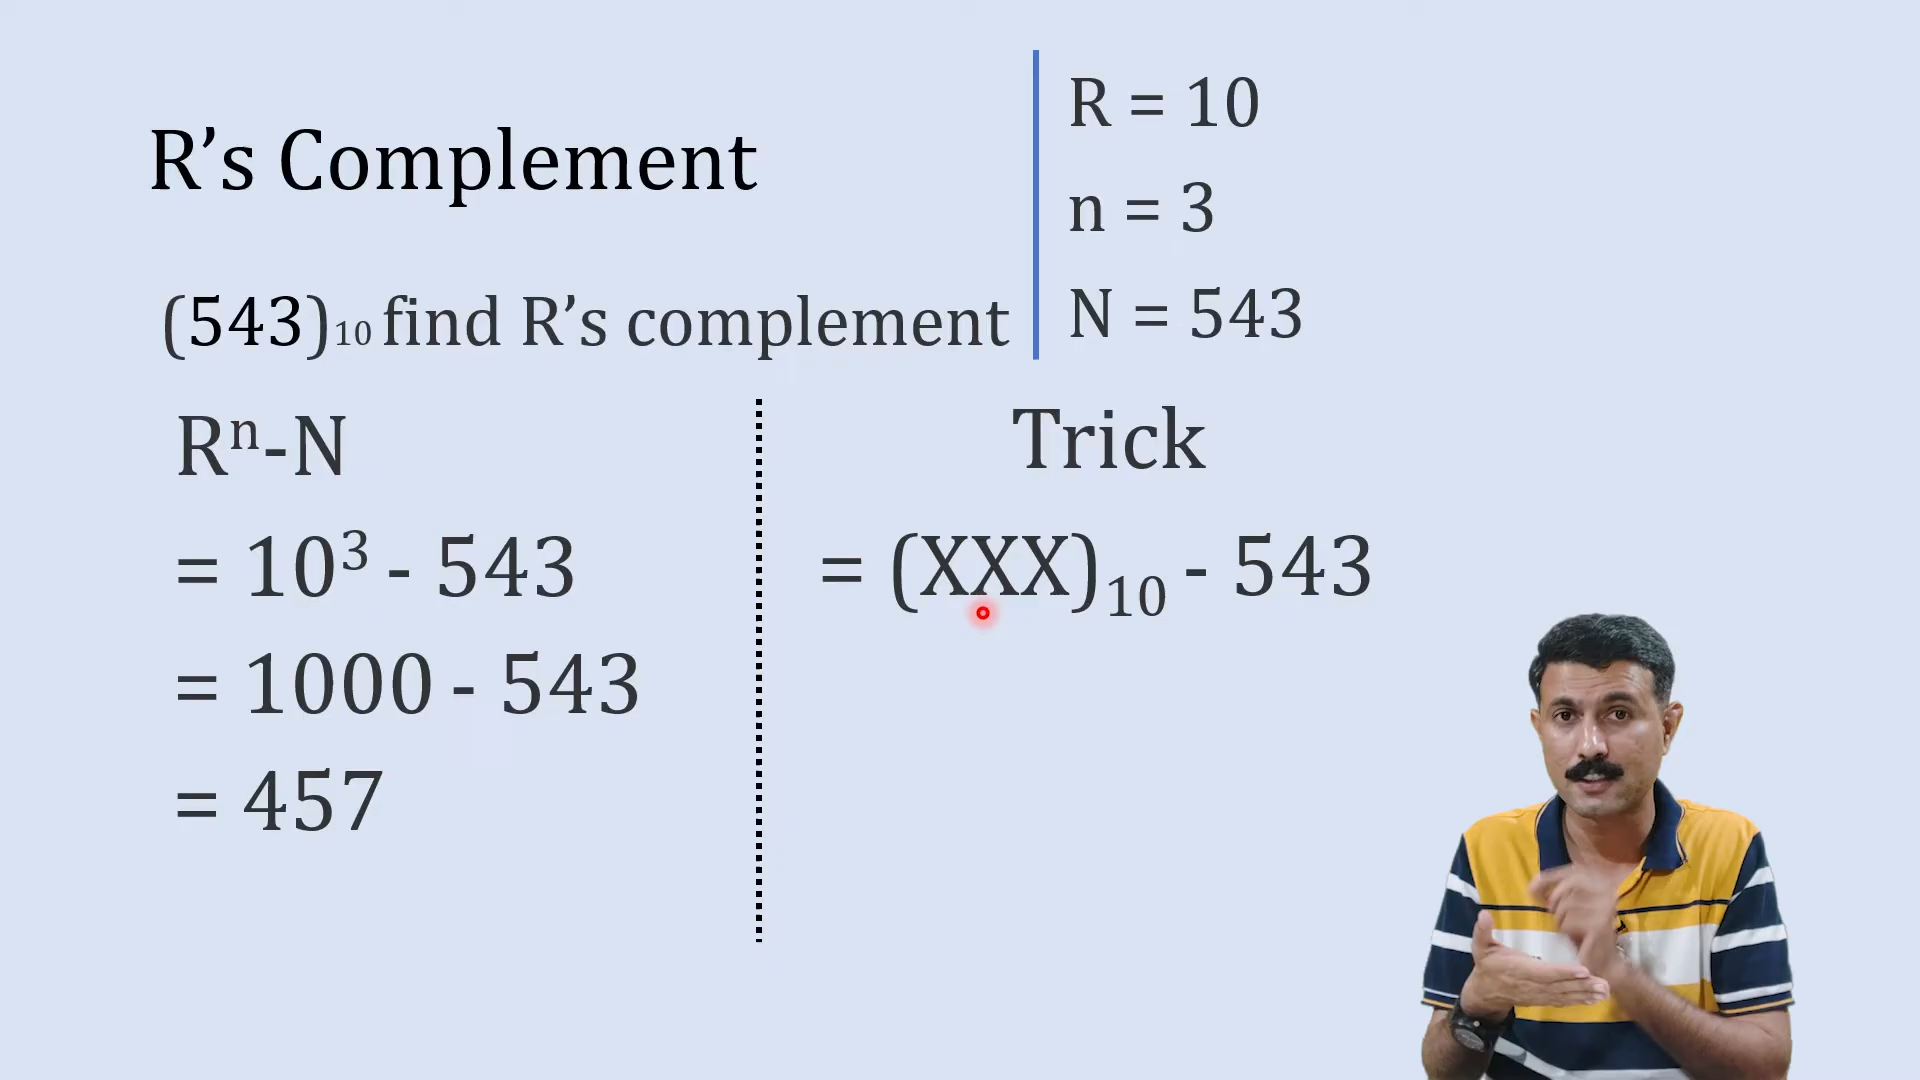 R’s Complement
(543)₁₀ find R’s complement
R = 10
n = 3
N = 543
Rⁿ-N
= 10³ - 543
= 1000 - 543
= 457
Trick
= (XXX)₁₀ - 543